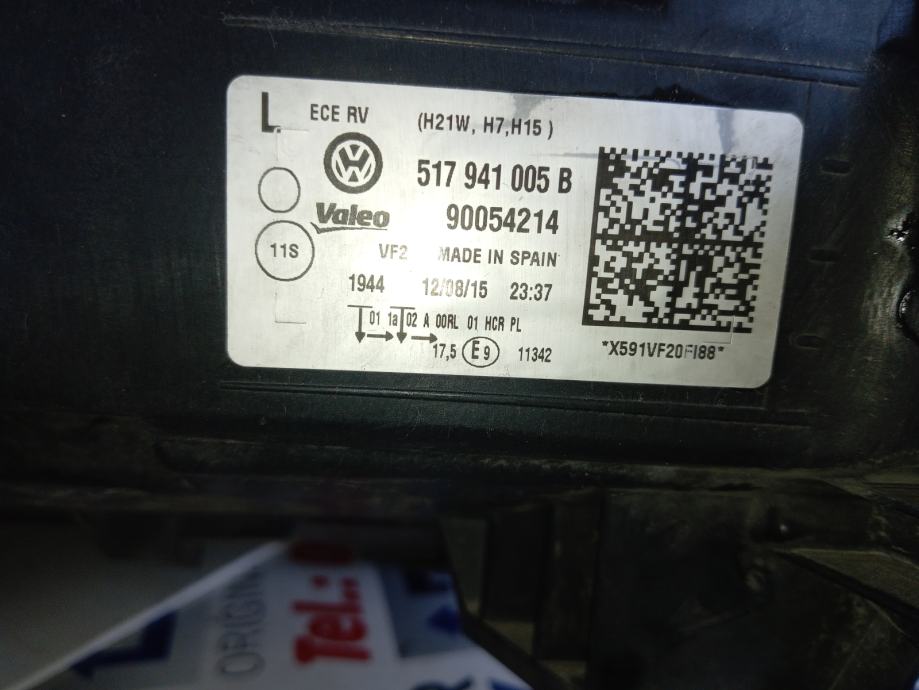 L. ECE RV (H21W, H7,H15 )
517 941 005 B
Valeo 90054214
11S VF2 MADE IN SPAIN
1944 12/08/15 23:37
01 1a 02 A 00RL 01 HCR PL
17,5 E9 11342
*X591VF20FI88*
ORIGIN
Tel.: